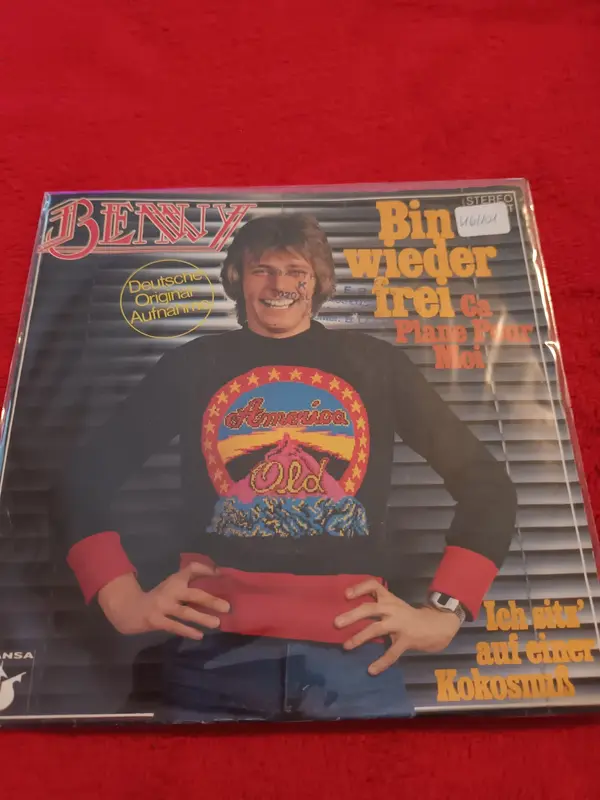 BENNY
STEREO
Bin
wieder
frei Ca
Plane Pour
Moi
Deutsche
Original
Aufnahme
America
Old
Ich sitz'
auf einer
Kokosnuß
ANSA